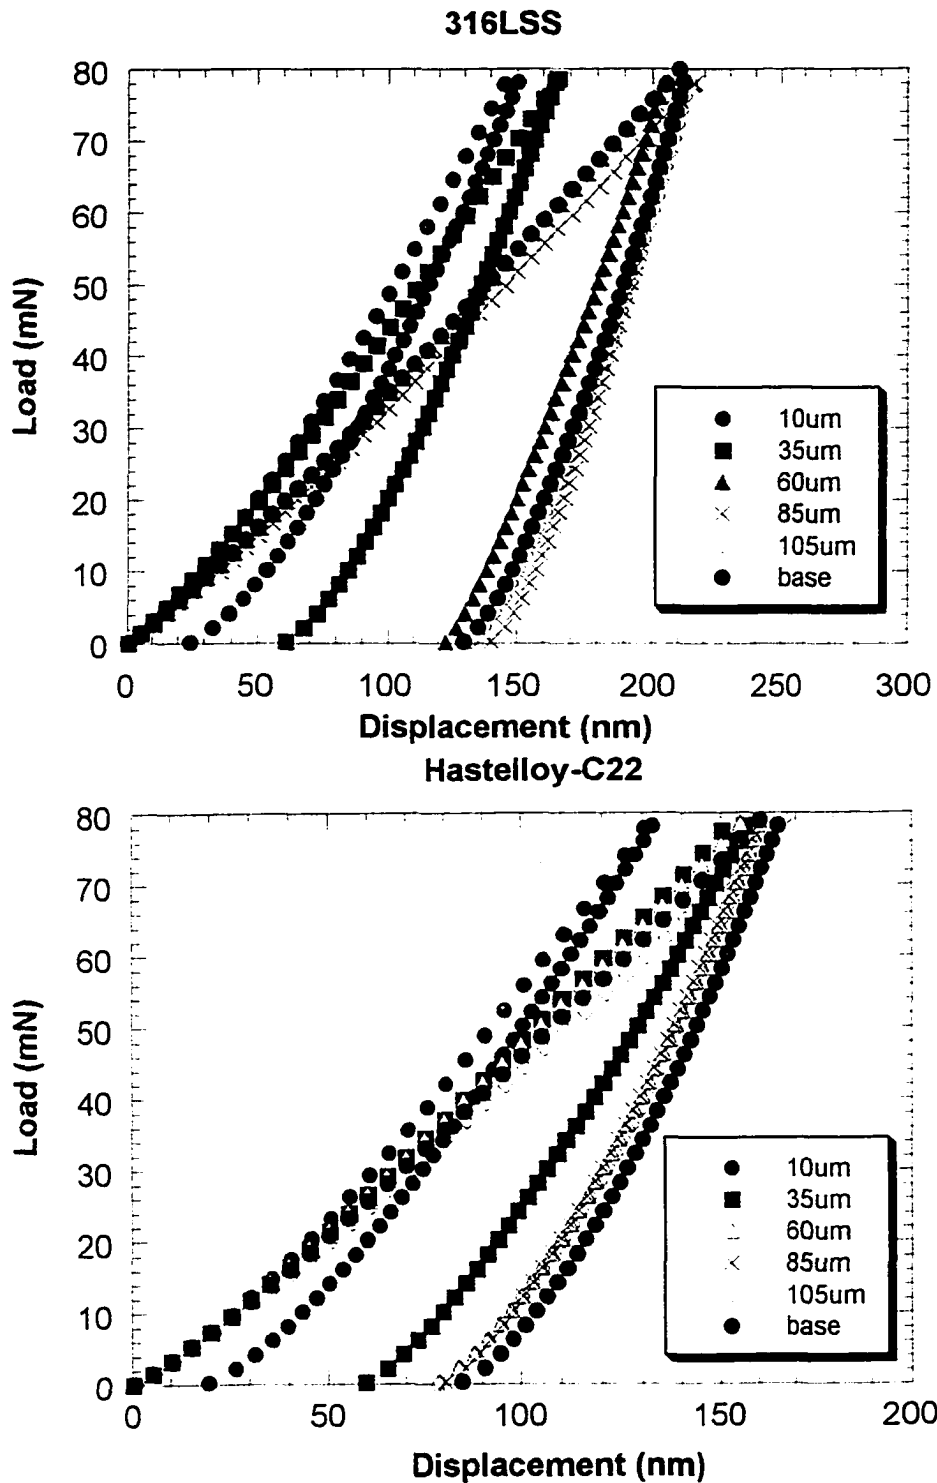 316LSS
80
70
60
50
40
30
20
10
0
Load (mN)
10um
35um
60um
85um
105um
base
0 50 100 150 200 250 300
Displacement (nm)
Hastelloy-C22
80
70
60
50
40
30
20
10
0
Load (mN)
10um
35um
60um
85um
105um
base
0 50 100 150 200
Displacement (nm)